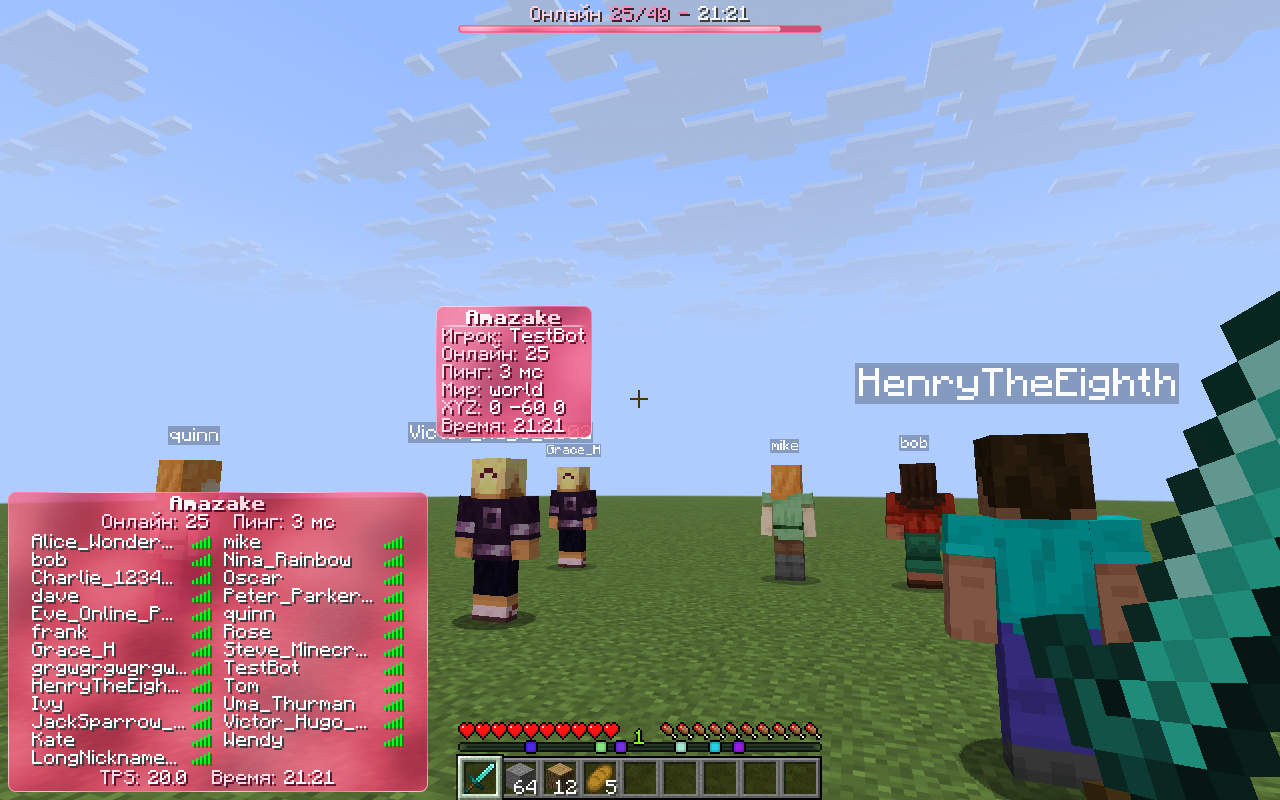 Онлайн 25/40 - 21:21
Amazake
Игрок: TestBot
Онлайн: 25
Пинг: 3 мс
Мир: world
XYZ: 0 -60 0
Время: 21:21
HenryTheEighth
quinn
Grace_H
mike
bob
Amazake
Онлайн: 25 Пинг: 3 мс
Alice_Wonder... mike
bob Nina_Rainbow
Charlie_1234... Oscar
dave Peter_Parker...
Eve_Online_P... quinn
frank Rose
Grace_H Steve_Minecr...
grgwgrgwgrgw... TestBot
HenryTheEigh... Tom
Ivy Uma_Thurman
JackSparrow_... Victor_Hugo_...
Kate Wendy
LongNickname...
TPS: 20.0 Время: 21:21
1
64 12 5